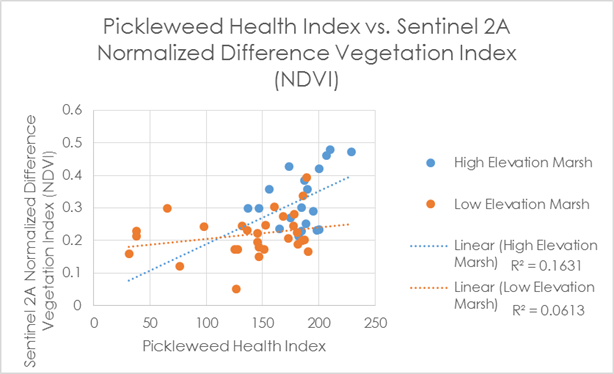 Pickleweed Health Index vs. Sentinel 2A
Normalized Difference Vegetation Index
(NDVI)
Sentinel 2A Normalized Difference
Vegetation Index (NDVI)
0.6
0.5
0.4
0.3
0.2
0.1
0
0 50 100 150 200 250
Pickleweed Health Index
High Elevation Marsh
Low Elevation Marsh
Linear (High Elevation
Marsh) R² = 0.1631
Linear (Low Elevation
Marsh) R² = 0.0613